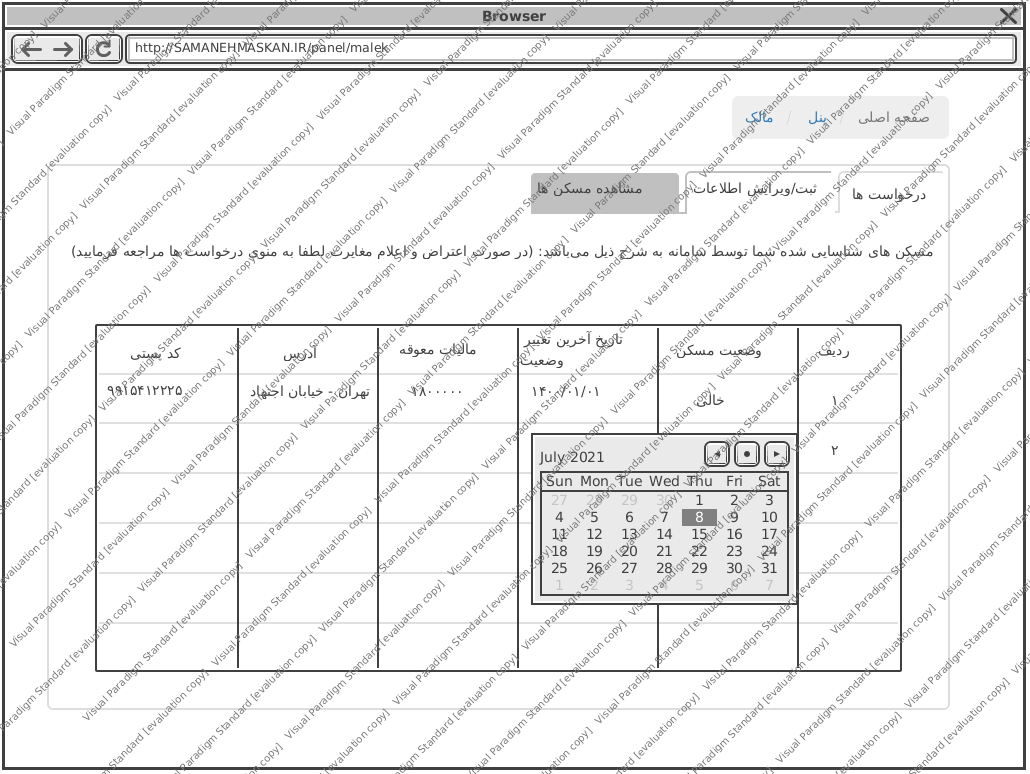 Browser
http://SAMANEHMASKAN.IR/panel/malek
صفحه اصلی / پنل / مالک
درخواست ها
ثبت/ویرایش اطلاعات
مشاهده مسکن ها
مسکن های شناسایی شده شما توسط سامانه به شرح ذیل می‌باشد: (در صورت اعتراض و اعلام مغایرت لطفا به منوی درخواست ها مراجعه فرمایید)
ردیف
وضعیت مسکن
تاریخ آخرین تغییر
وضعیت
مالیات معوقه
آدرس
کد پستی
۱
خالی
۱۴۰۰/۰۱/۰۱
۱۸۰۰۰۰۰
تهران - خیابان اجتهاد
۹۹۱۵۴۱۲۲۲۵
۲
July 2021
Sun Mon Tue Wed Thu Fri Sat
27 28 29 30 1 2 3
4 5 6 7 8 9 10
11 12 13 14 15 16 17
18 19 20 21 22 23 24
25 26 27 28 29 30 31
1 2 3 4 5 6 7
Visual Paradigm Standard [evaluation copy]